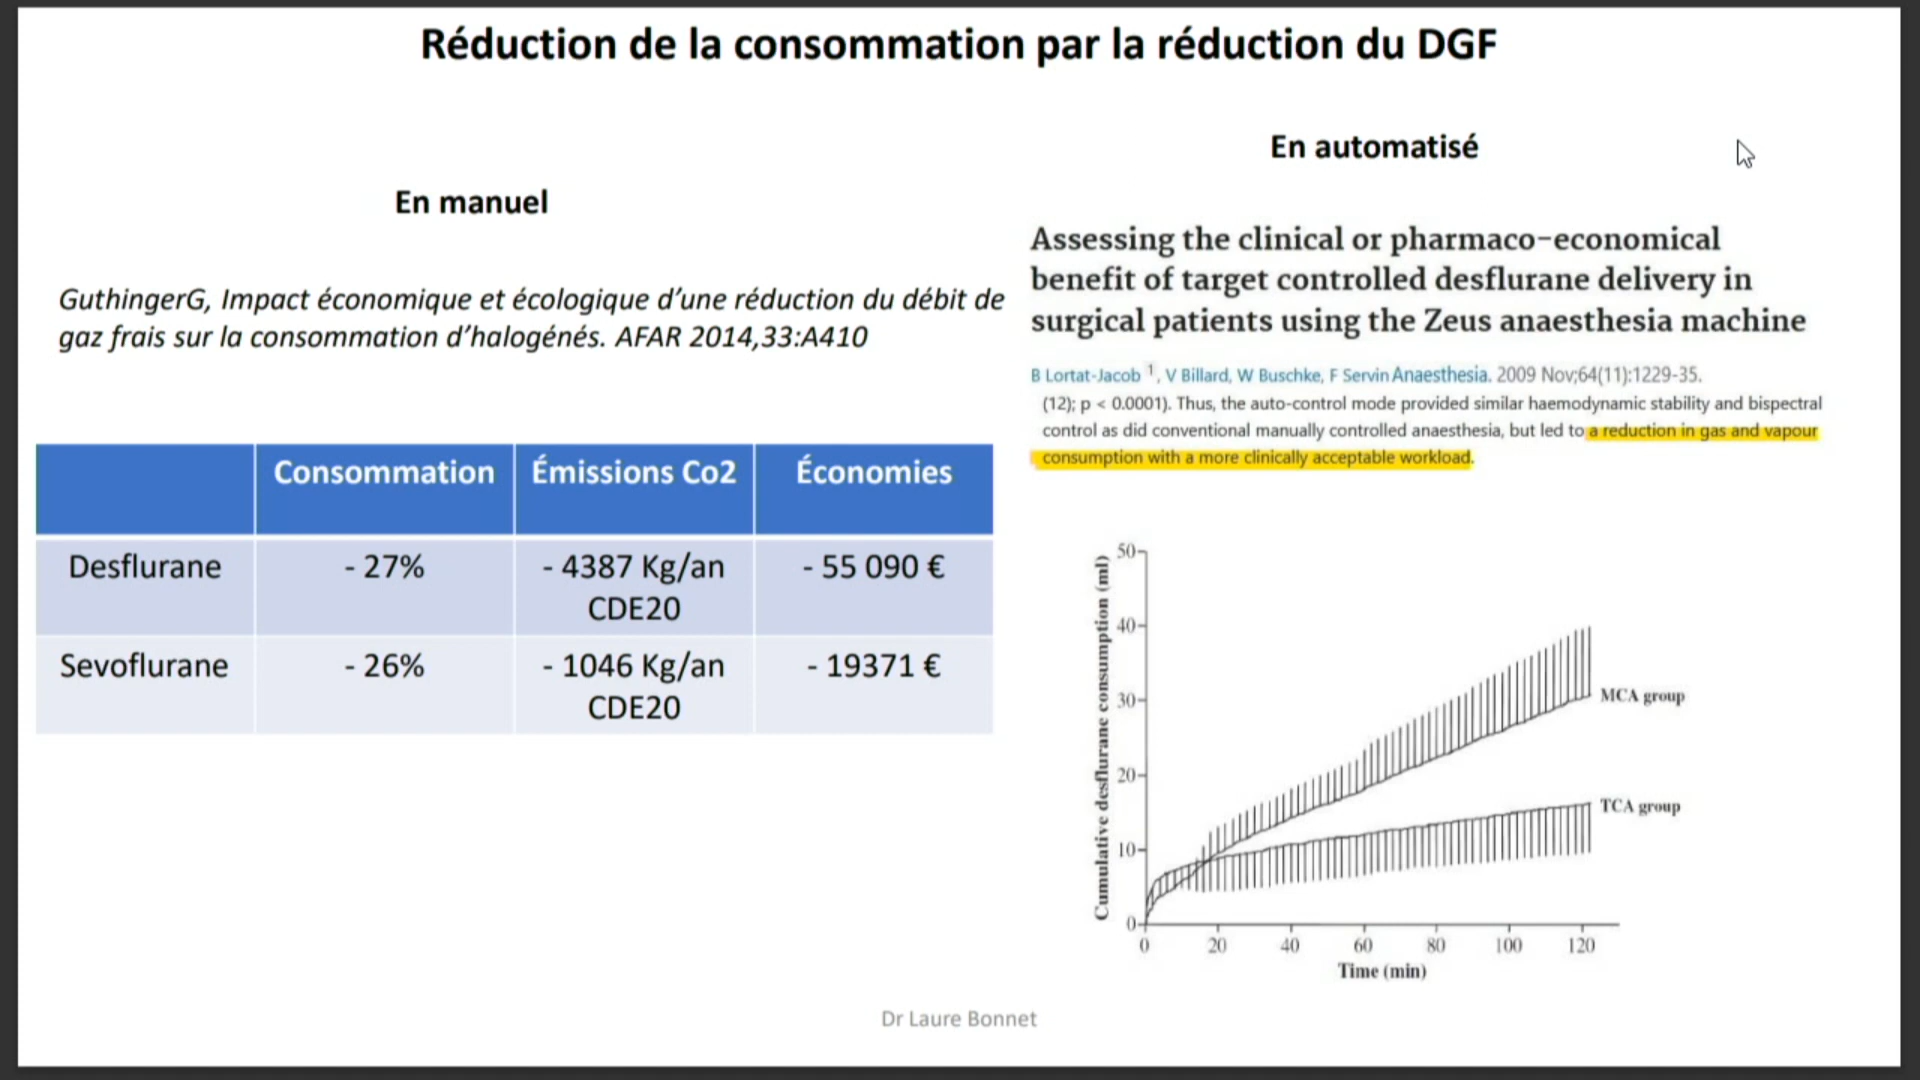 Réduction de la consommation par la réduction du DGF
En manuel
GuthingerG, Impact économique et écologique d’une réduction du débit de
gaz frais sur la consommation d’halogénés. AFAR 2014,33:A410
Consommation Émissions Co2 Économies
Desflurane - 27% - 4387 Kg/an - 55 090 €
CDE20
Sevoflurane - 26% - 1046 Kg/an - 19371 €
CDE20
En automatisé
Assessing the clinical or pharmaco-economical
benefit of target controlled desflurane delivery in
surgical patients using the Zeus anaesthesia machine
B Lortat-Jacob 1, V Billard, W Buschke, F Servin Anaesthesia. 2009 Nov;64(11):1229-35.
(12); p < 0.0001). Thus, the auto-control mode provided similar haemodynamic stability and bispectral
control as did conventional manually controlled anaesthesia, but led to a reduction in gas and vapour
consumption with a more clinically acceptable workload.
Cumulative desflurane consumption (ml)
50
40
30
20
10
0
MCA group
TCA group
0 20 40 60 80 100 120
Time (min)
Dr Laure Bonnet